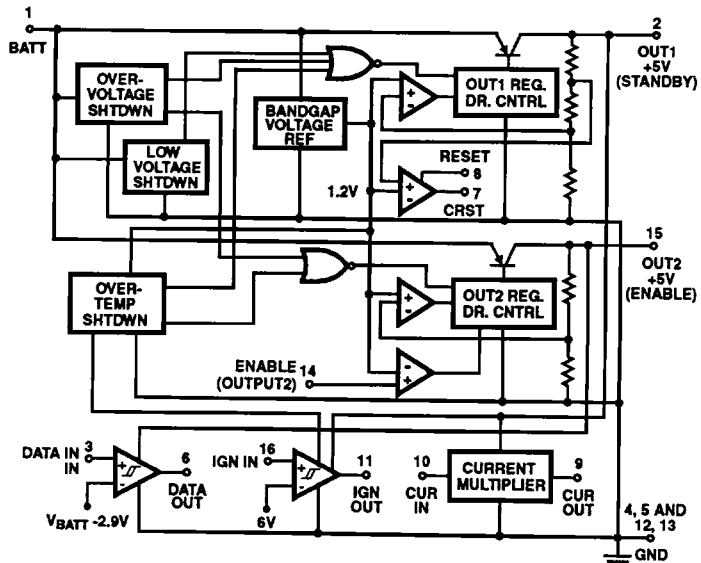 1
BATT
2
OUT1
+5V
(STANDBY)
OVER-
VOLTAGE
SHTDWN
LOW
VOLTAGE
SHTDWN
BANDGAP
VOLTAGE
REF
+
-
OUT1 REG.
DR. CNTRL
1.2V
+
-
RESET
8
7
CRST
15
OUT2
+5V
(ENABLE)
OVER-
TEMP
SHTDWN
+
-
OUT2 REG.
DR. CNTRL
ENABLE 14
(OUTPUT2)
-
+
DATA IN 3
IN
+
-
6
DATA
OUT
VBATT -2.9V
16
IGN IN
+
-
11
IGN
OUT
6V
10
CUR
IN
CURRENT
MULTIPLIER
9
CUR
OUT
4, 5 AND
12, 13
GND